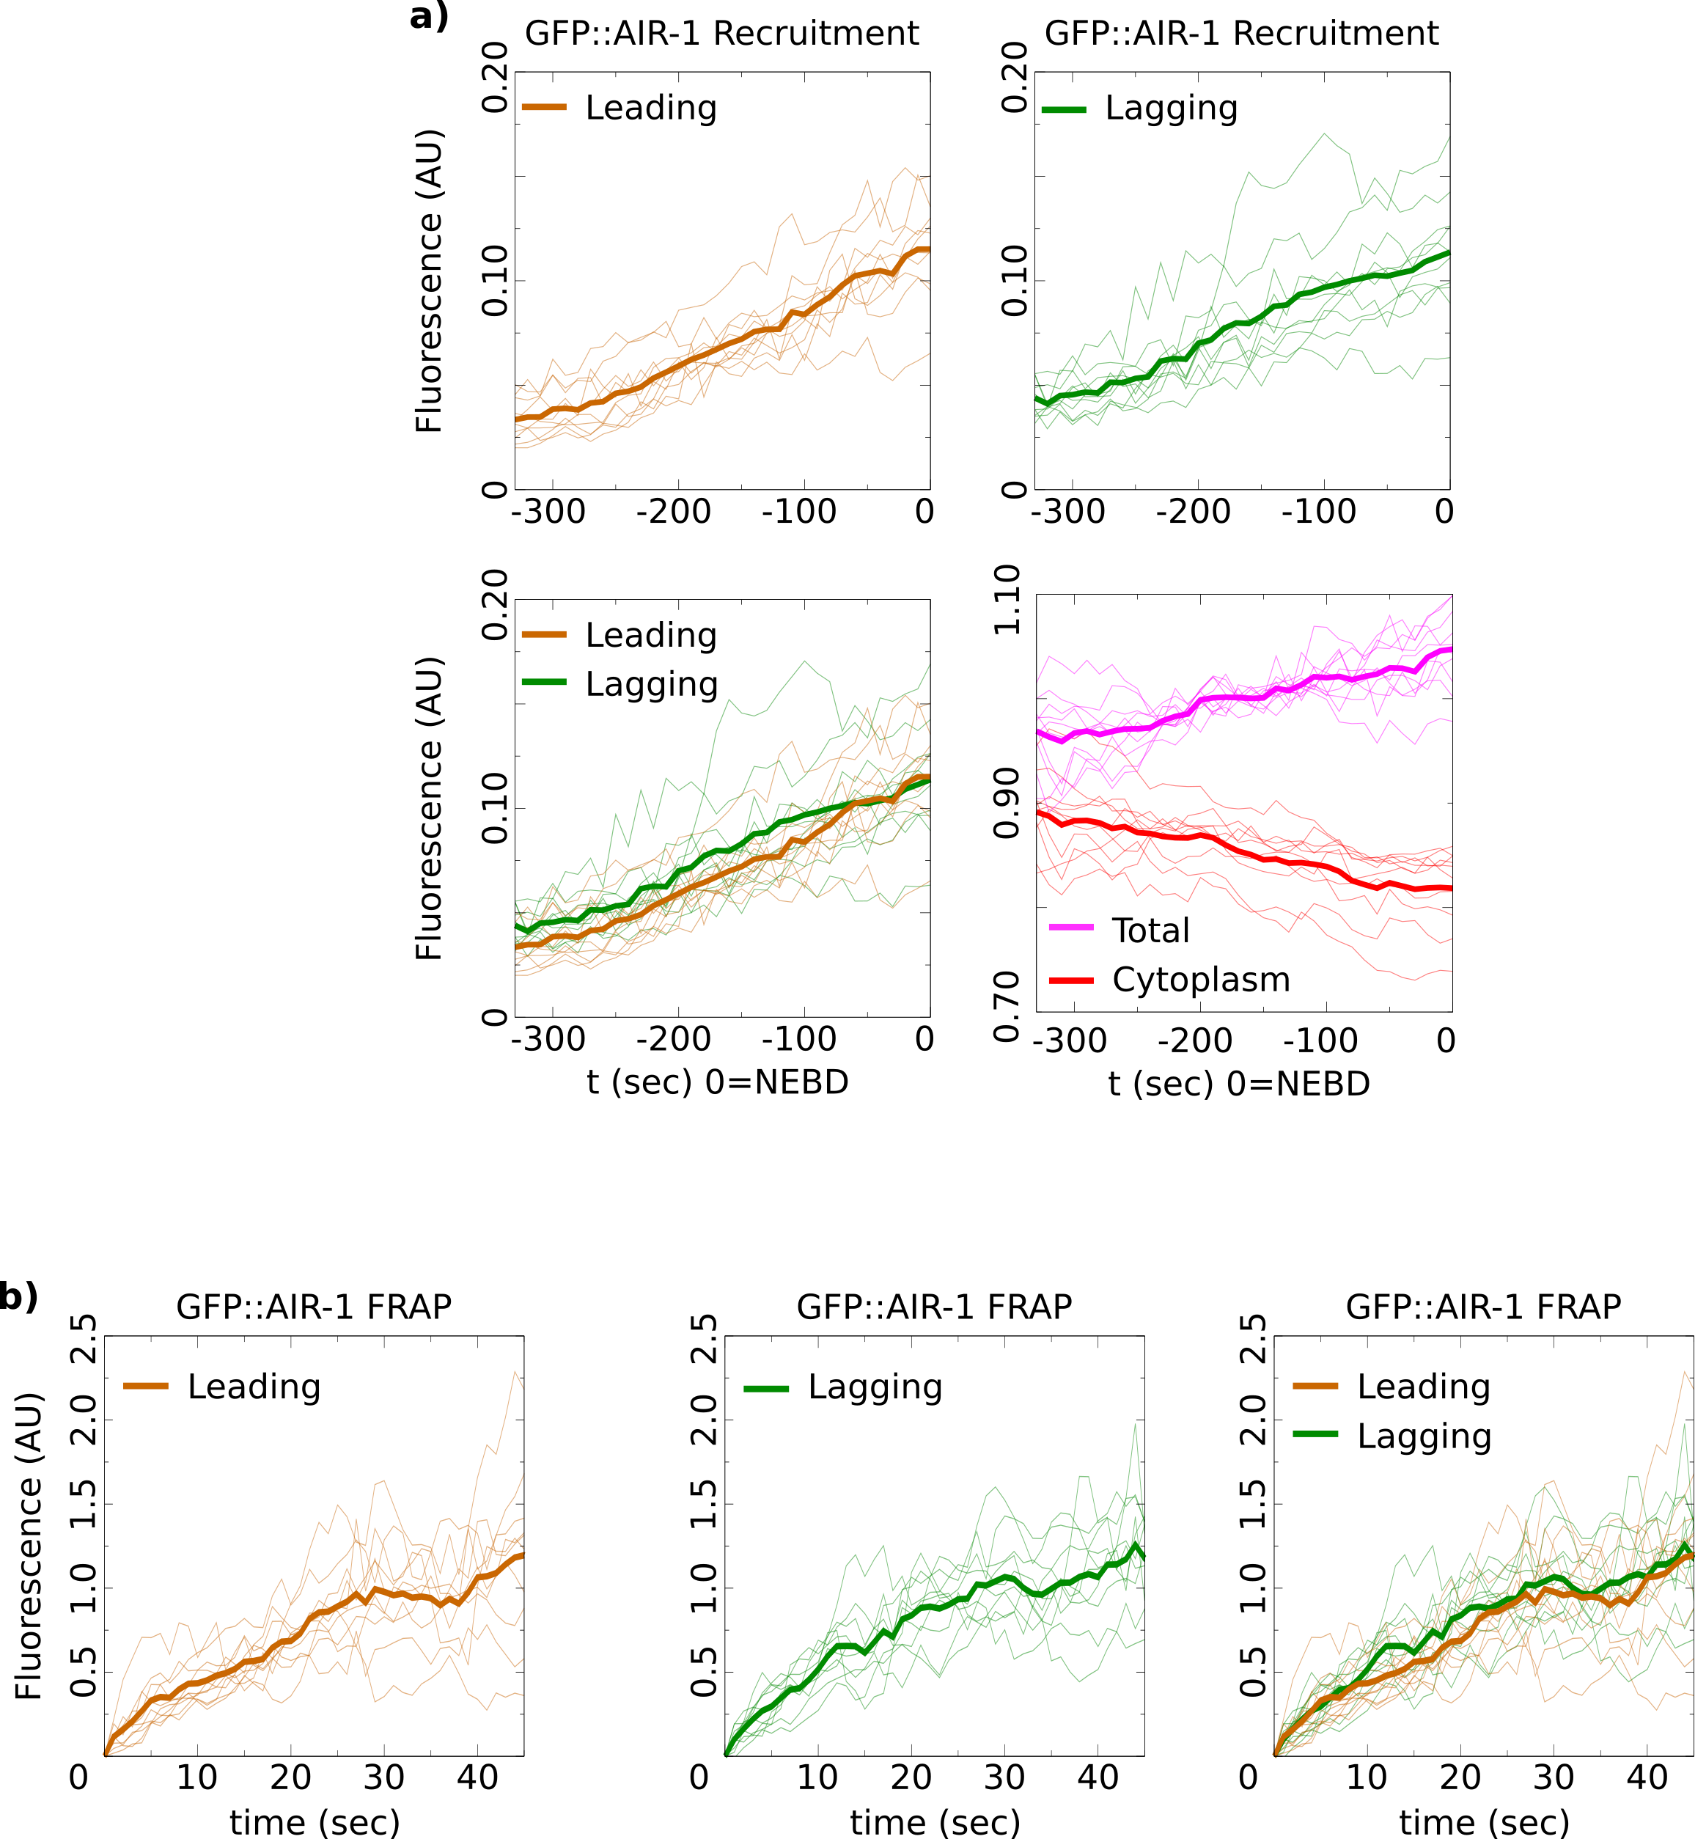 a)
GFP::AIR-1 Recruitment
GFP::AIR-1 Recruitment
Fluorescence (AU)
0.20
0.10
0
Leading
-300 -200 -100 0
0.20
0.10
0
Lagging
-300 -200 -100 0
Fluorescence (AU)
0.20
0.10
0
Leading
Lagging
-300 -200 -100 0
t (sec) 0=NEBD
1.10
0.90
0.70
Total
Cytoplasm
-300 -200 -100 0
t (sec) 0=NEBD
b)
GFP::AIR-1 FRAP
Fluorescence (AU)
2.5
2.0
1.5
1.0
0.5
Leading
0 10 20 30 40
time (sec)
GFP::AIR-1 FRAP
2.5
2.0
1.5
1.0
0.5
Lagging
0 10 20 30 40
time (sec)
GFP::AIR-1 FRAP
2.5
2.0
1.5
1.0
0.5
Leading
Lagging
0 10 20 30 40
time (sec)